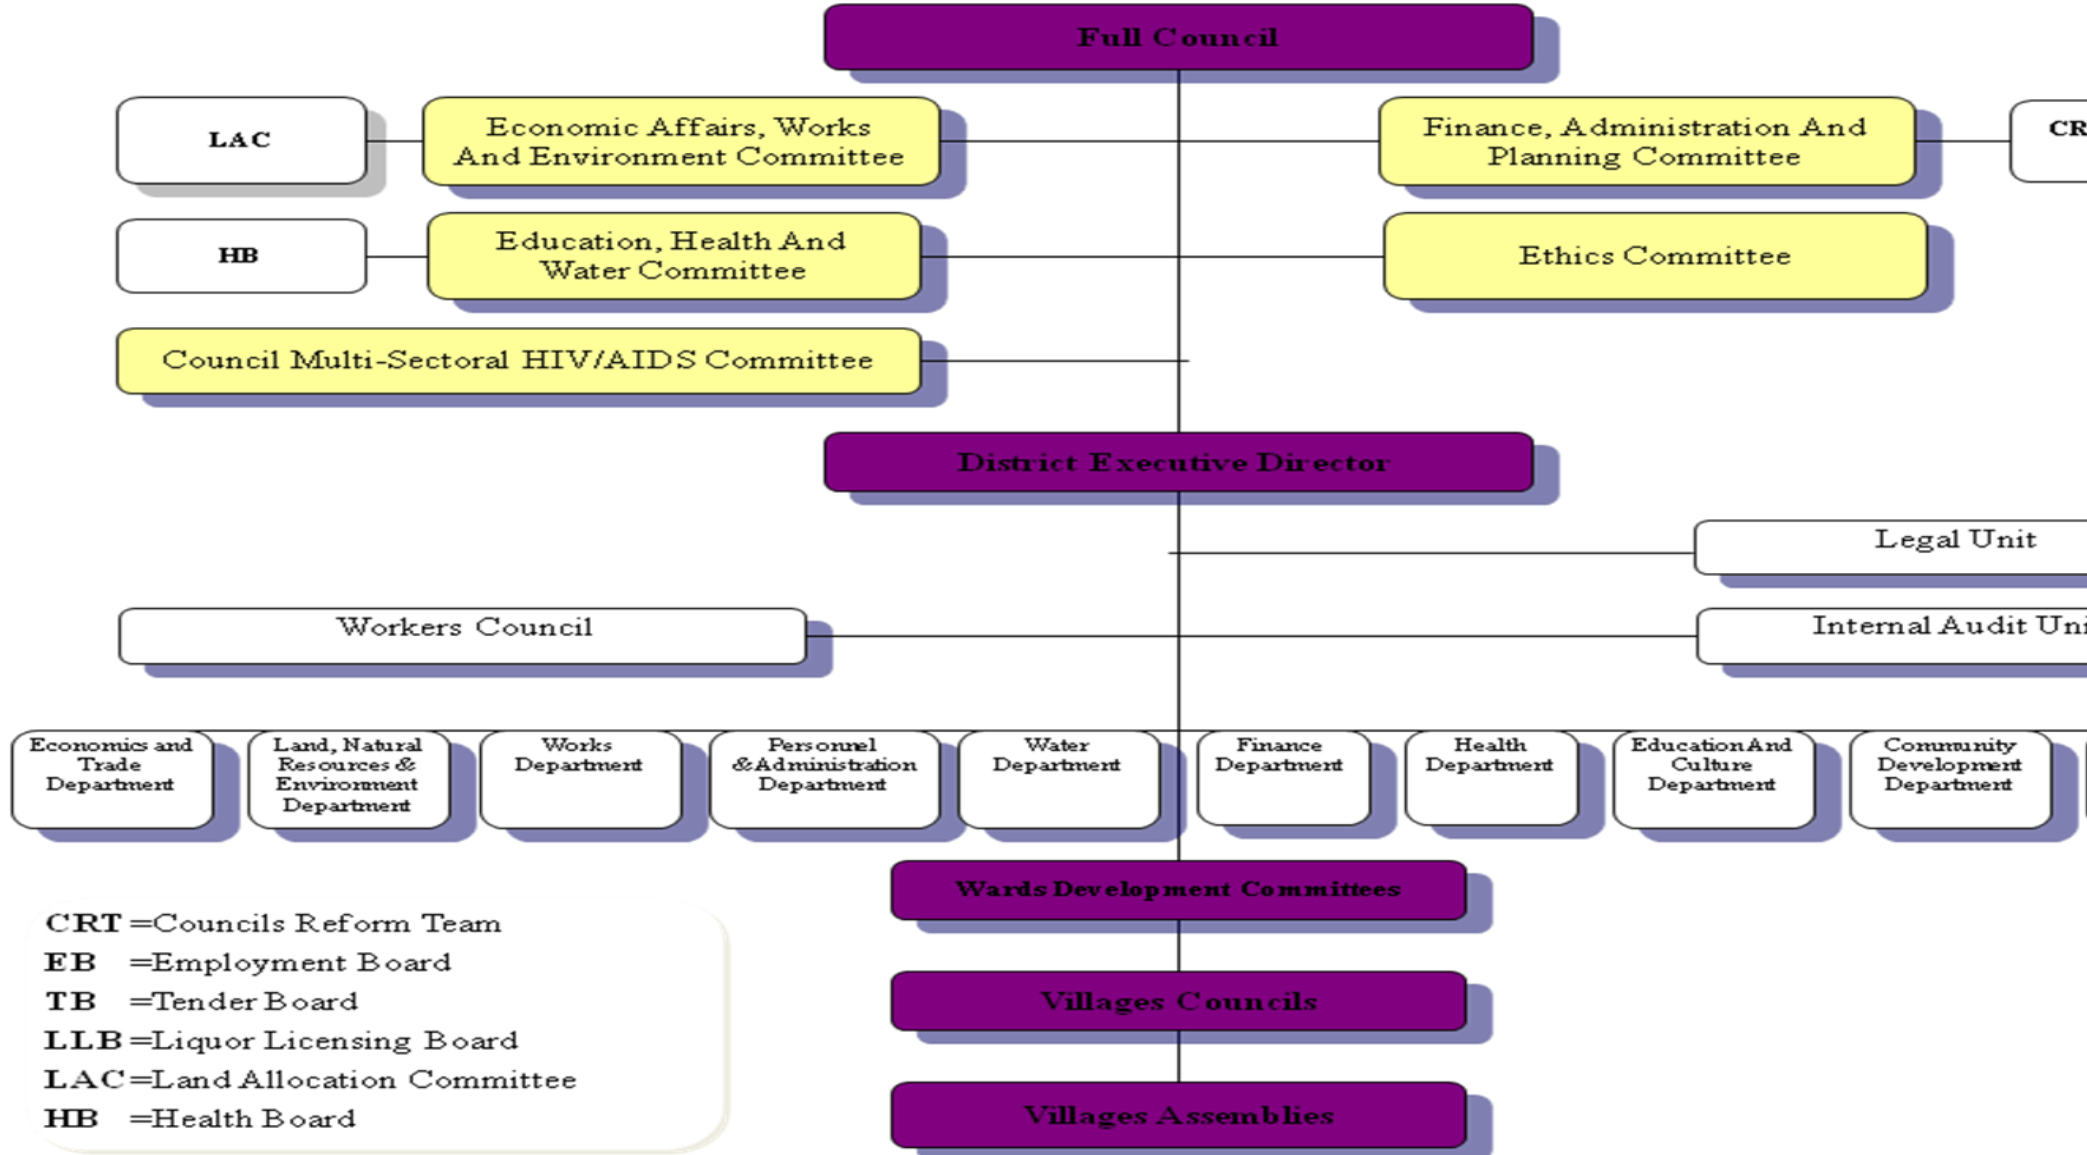 Full Council
LAC
Economic Affairs, Works
And Environment Committee
Finance, Administration And
Planning Committee
HB
Education, Health And
Water Committee
Ethics Committee
Council Multi-Sectoral HIV/AIDS Committee
District Executive Director
Legal Unit
Workers Council
Internal Audit
Economics and
Trade
Department
Land, Natural
Resources &
Environment
Department
Works
Department
Personnel
&Administration
Department
Water
Department
Finance
Department
Health
Department
Education And
Culture
Department
Community
Development
Department
Wards Development Committees
Villages Councils
Villages Assemblies
CRT =Councils Reform Team
EB =Employment Board
TB =Tender Board
LLB =Liquor Licensing Board
LAC =Land Allocation Committee
HB =Health Board